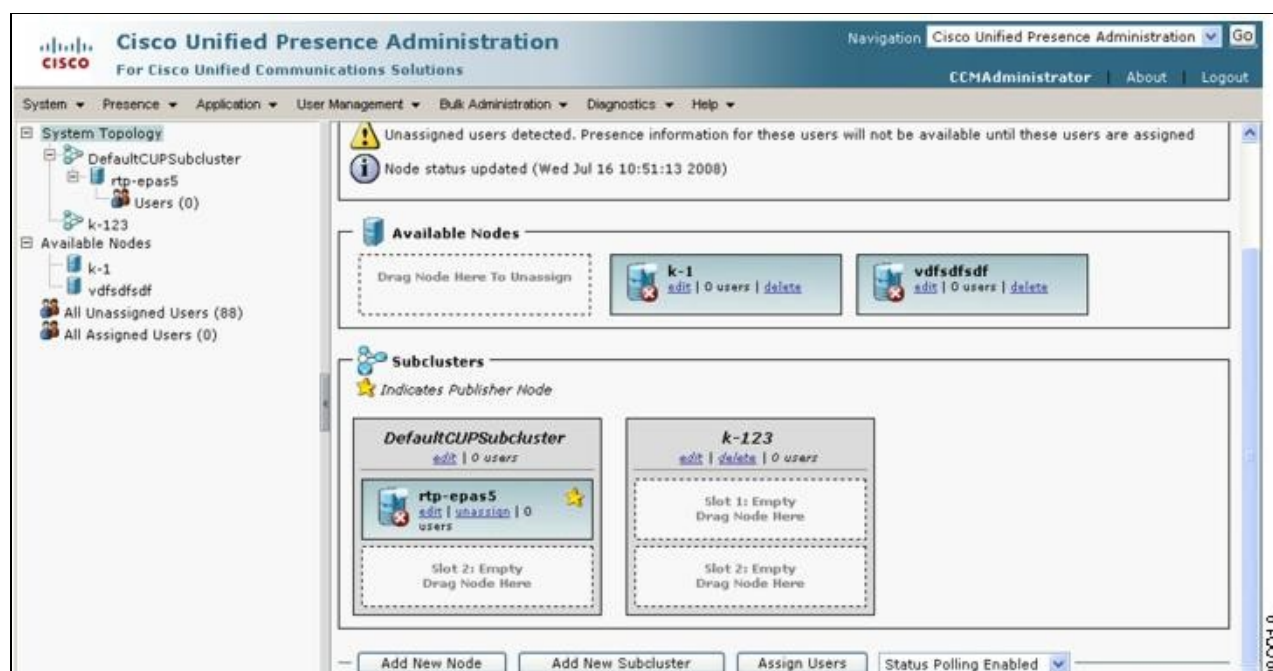 CISCO
Cisco Unified Presence Administration
For Cisco Unified Communications Solutions
Navigation Cisco Unified Presence Administration Go
CCMAdministrator | About | Logout
System Presence Application User Management Bulk Administration Diagnostics Help
System Topology
DefaultCUPSubcluster
rtp-epas5
Users (0)
k-123
Available Nodes
k-1
vdfsdfsdf
All Unassigned Users (88)
All Assigned Users (0)
Unassigned users detected. Presence information for these users will not be available until these users are assigned
Node status updated (Wed Jul 16 10:51:13 2008)
Available Nodes
Drag Node Here To Unassign
k-1
edit | 0 users | delete
vdfsdfsdf
edit | 0 users | delete
Subclusters
Indicates Publisher Node
DefaultCUPSubcluster
edit | 0 users
rtp-epas5
edit | unassign | 0
users
Slot 2: Empty
Drag Node Here
k-123
edit | delete | 0 users
Slot 1: Empty
Drag Node Here
Slot 2: Empty
Drag Node Here
Add New Node
Add New Subcluster
Assign Users
Status Polling Enabled